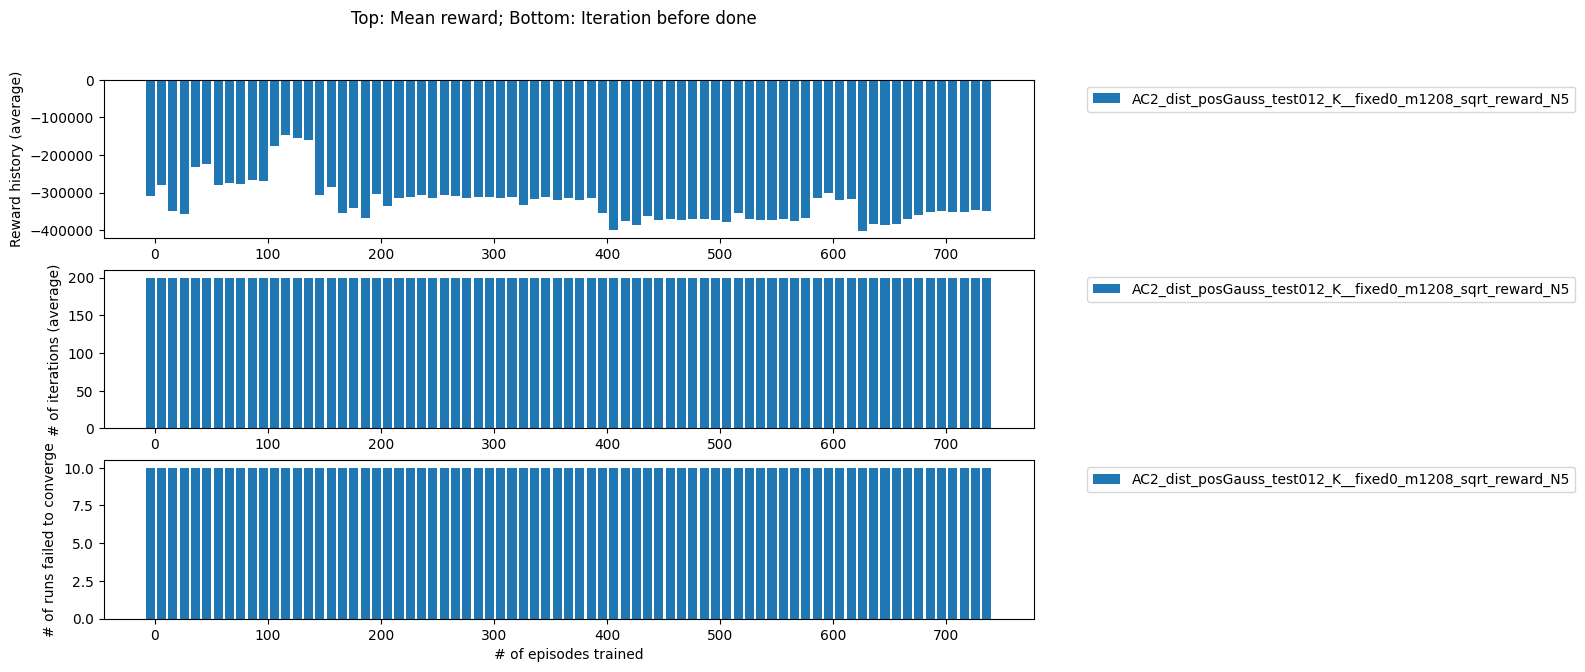 Top: Mean reward; Bottom: Iteration before done
Reward history (average)
0
−100000
−200000
−300000
−400000
0 100 200 300 400 500 600 700
AC2_dist_posGauss_test012_K__fixed0_m1208_sqrt_reward_N5
# of iterations (average)
200
150
100
50
0
0 100 200 300 400 500 600 700
AC2_dist_posGauss_test012_K__fixed0_m1208_sqrt_reward_N5
# of runs failed to converge
10.0
7.5
5.0
2.5
0.0
0 100 200 300 400 500 600 700
# of episodes trained
AC2_dist_posGauss_test012_K__fixed0_m1208_sqrt_reward_N5